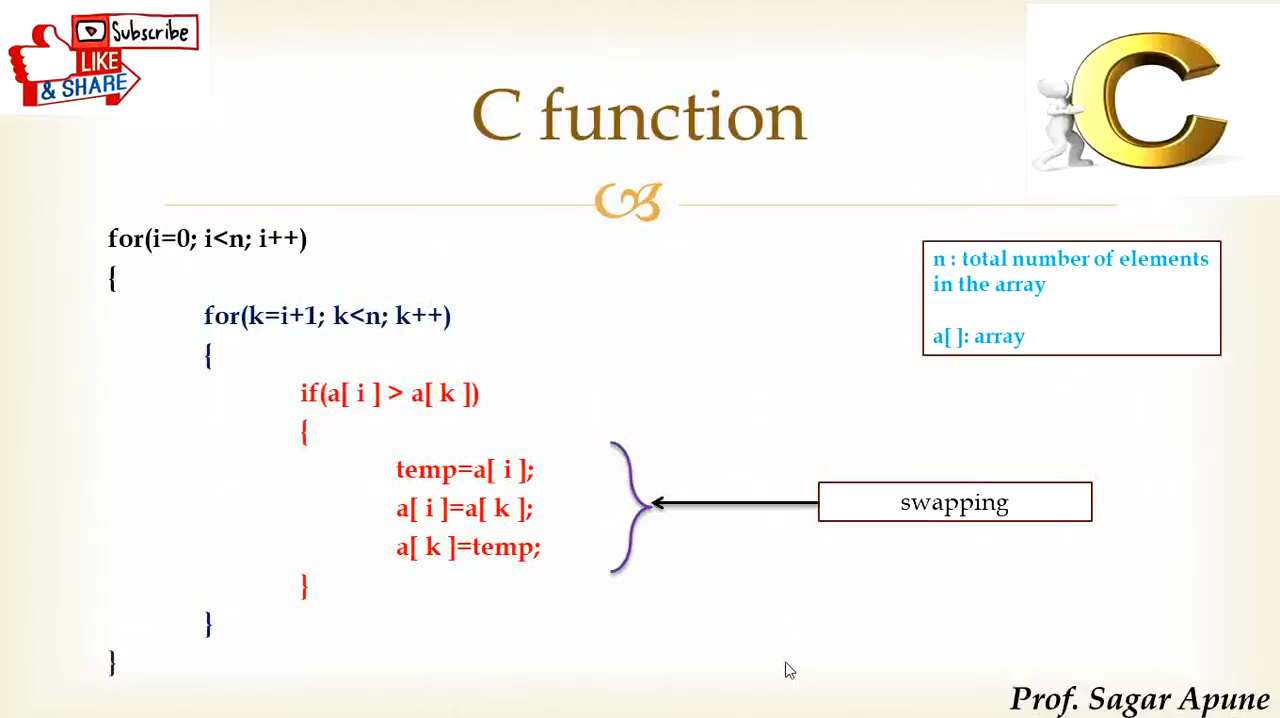 Subscribe
LIKE
& SHARE
C function
for(i=0; i<n; i++)
{
for(k=i+1; k<n; k++)
{
if(a[ i ] > a[ k ])
{
temp=a[ i ];
a[ i ]=a[ k ];
a[ k ]=temp;
}
}
}
n : total number of elements
in the array
a[ ]: array
swapping
Prof. Sagar Apune